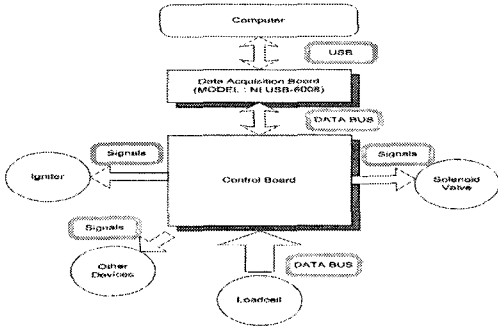 Computer
USB
Data Acquisition Board
(MODEL : NI USB-6008)
DATA BUS
Signals
Signals
Igniter
Control Board
Solenoid
Valve
Signals
Other
Devices
DATA BUS
Loadcell